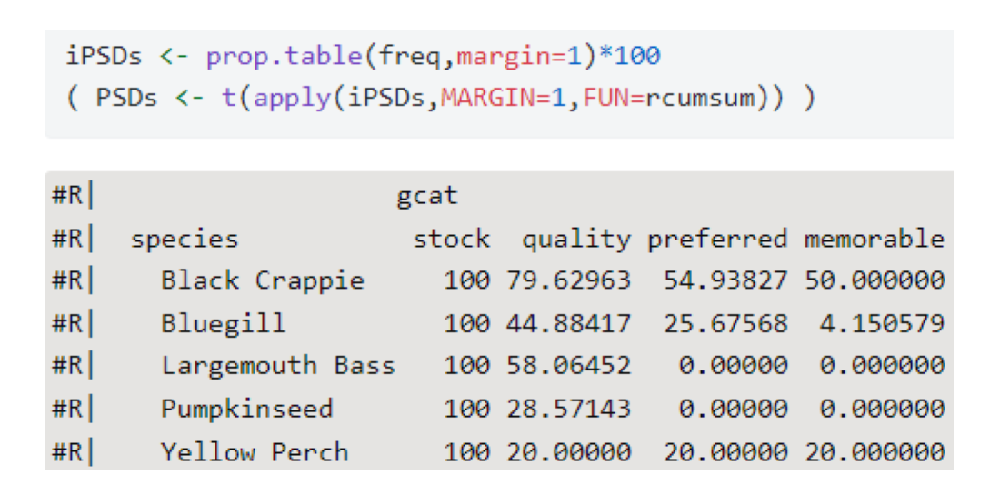 iPSDs <- prop.table(freq,margin=1)*100
( PSDs <- t(apply(iPSDs,MARGIN=1,FUN=rcumsum)) )
#R|                    gcat
#R|  species            stock  quality preferred memorable
#R|    Black Crappie     100 79.62963  54.93827 50.000000
#R|    Bluegill          100 44.88417  25.67568  4.150579
#R|    Largemouth Bass   100 58.06452   0.00000  0.000000
#R|    Pumpkinseed       100 28.57143   0.00000  0.000000
#R|    Yellow Perch      100 20.00000  20.00000 20.000000